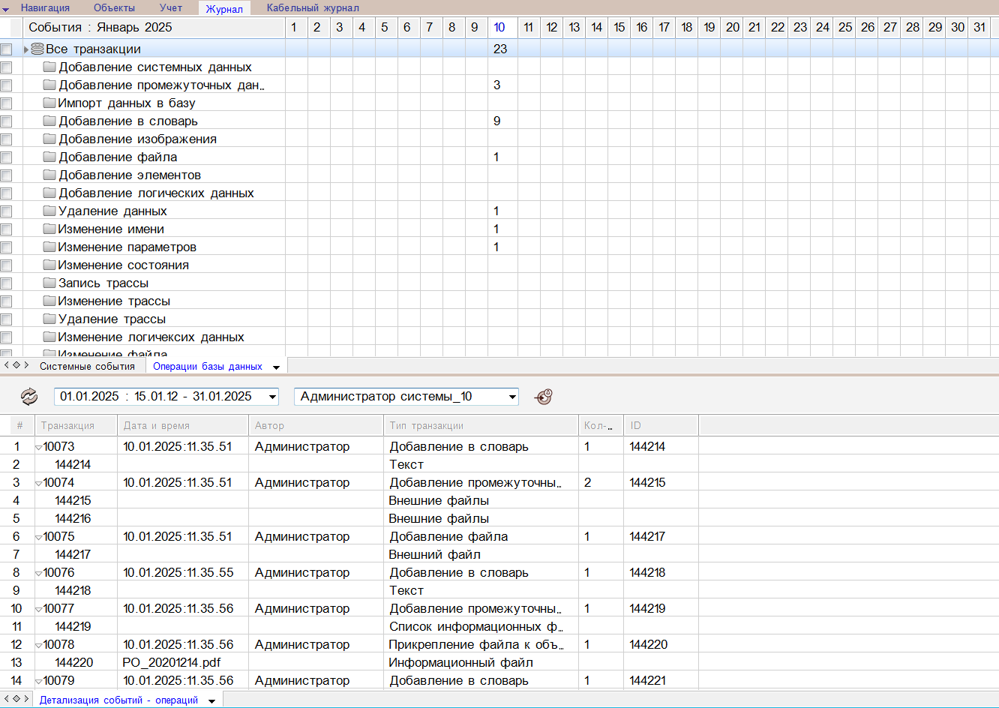 Навигация Объекты Учет Журнал Кабельный журнал
События : Январь 2025 1 2 3 4 5 6 7 8 9 10 11 12 13 14 15 16 17 18 19 20 21 22 23 24 25 26 27 28 29 30 31
Все транзакции 23
Добавление системных данных
Добавление промежуточных дан… 3
Импорт данных в базу
Добавление в словарь 9
Добавление изображения
Добавление файла 1
Добавление элементов
Добавление логических данных
Удаление данных 1
Изменение имени 1
Изменение параметров 1
Изменение состояния
Запись трассы
Изменение трассы
Удаление трассы
Изменение логичексих данных
Изменение файла
Системные события Операции базы данных
01.01.2025 : 15.01.12 - 31.01.2025 Администратор системы_10
# Транзакция Дата и время Автор Тип транзакции Кол-… ID
1 10073 10.01.2025:11.35.51 Администратор Добавление в словарь 1 144214
2 144214 Текст
3 10074 10.01.2025:11.35.51 Администратор Добавление промежуточны… 2 144215
4 144215 Внешние файлы
5 144216 Внешние файлы
6 10075 10.01.2025:11.35.51 Администратор Добавление файла 1 144217
7 144217 Внешний файл
8 10076 10.01.2025:11.35.55 Администратор Добавление в словарь 1 144218
9 144218 Текст
10 10077 10.01.2025:11.35.56 Администратор Добавление промежуточны… 1 144219
11 144219 Список информационных ф…
12 10078 10.01.2025:11.35.56 Администратор Прикрепление файла к объ… 1 144220
13 144220 PO_20201214.pdf Информационный файл
14 10079 10.01.2025:11.35.56 Администратор Добавление в словарь 1 144221
Детализация событий - операций